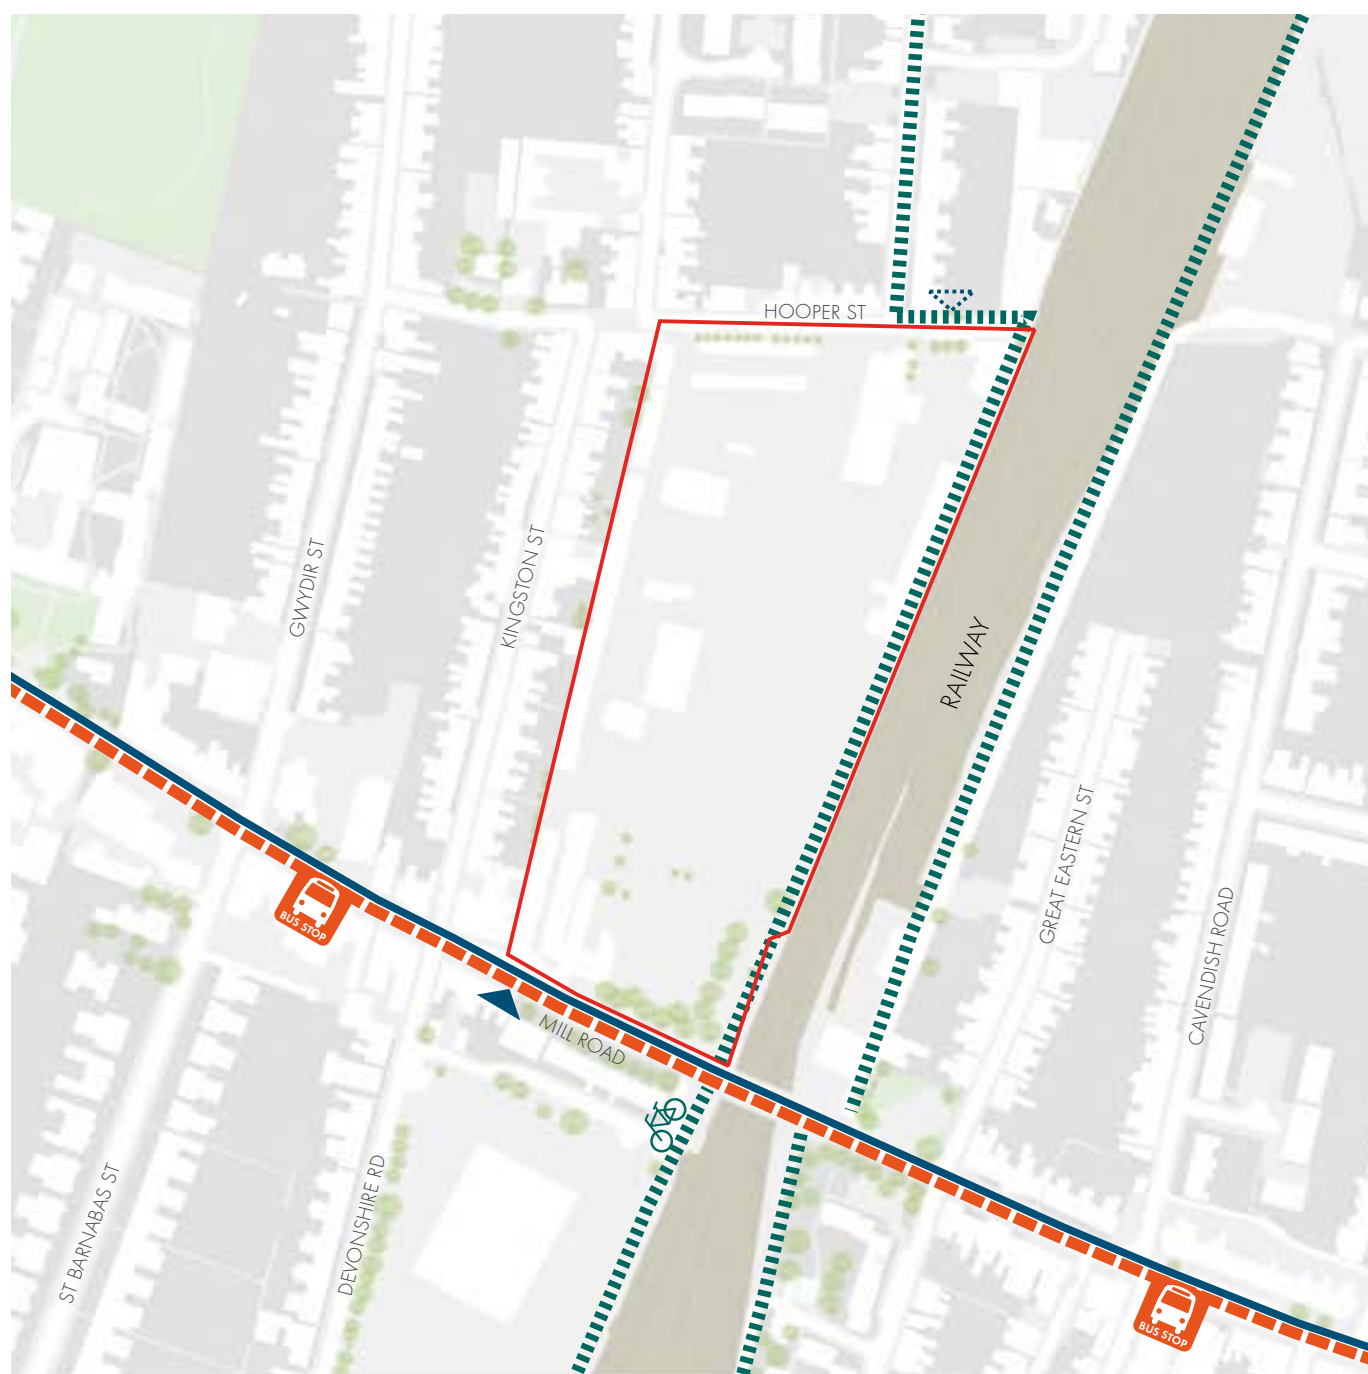 HOOPER ST
GWYDIR ST
KINGSTON ST
RAILWAY
GREAT EASTERN ST
CAVENDISH ROAD
BUS STOP
MILL ROAD
ST BARNABAS ST
DEVONSHIRE RD
BUS STOP